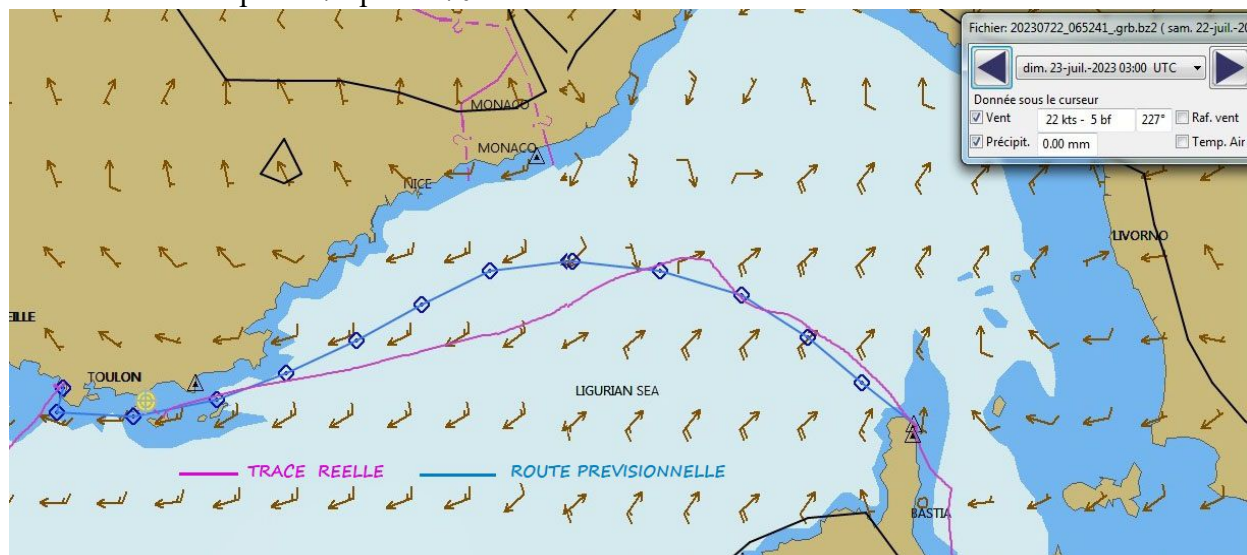 Fichier: 20230722_065241_.grb.bz2 ( sam. 22-juil.-20
dim. 23-juil.-2023 03:00 UTC
Donnée sous le curseur
Vent 22 kts - 5 bf 227° Raf. vent
Précipit. 0.00 mm Temp. Air
MONACO
MONACO
NICE
LIVORNO
EILLE
TOULON
LIGURIAN SEA
TRACE REELLE ROUTE PREVISIONNELLE
BASTIA